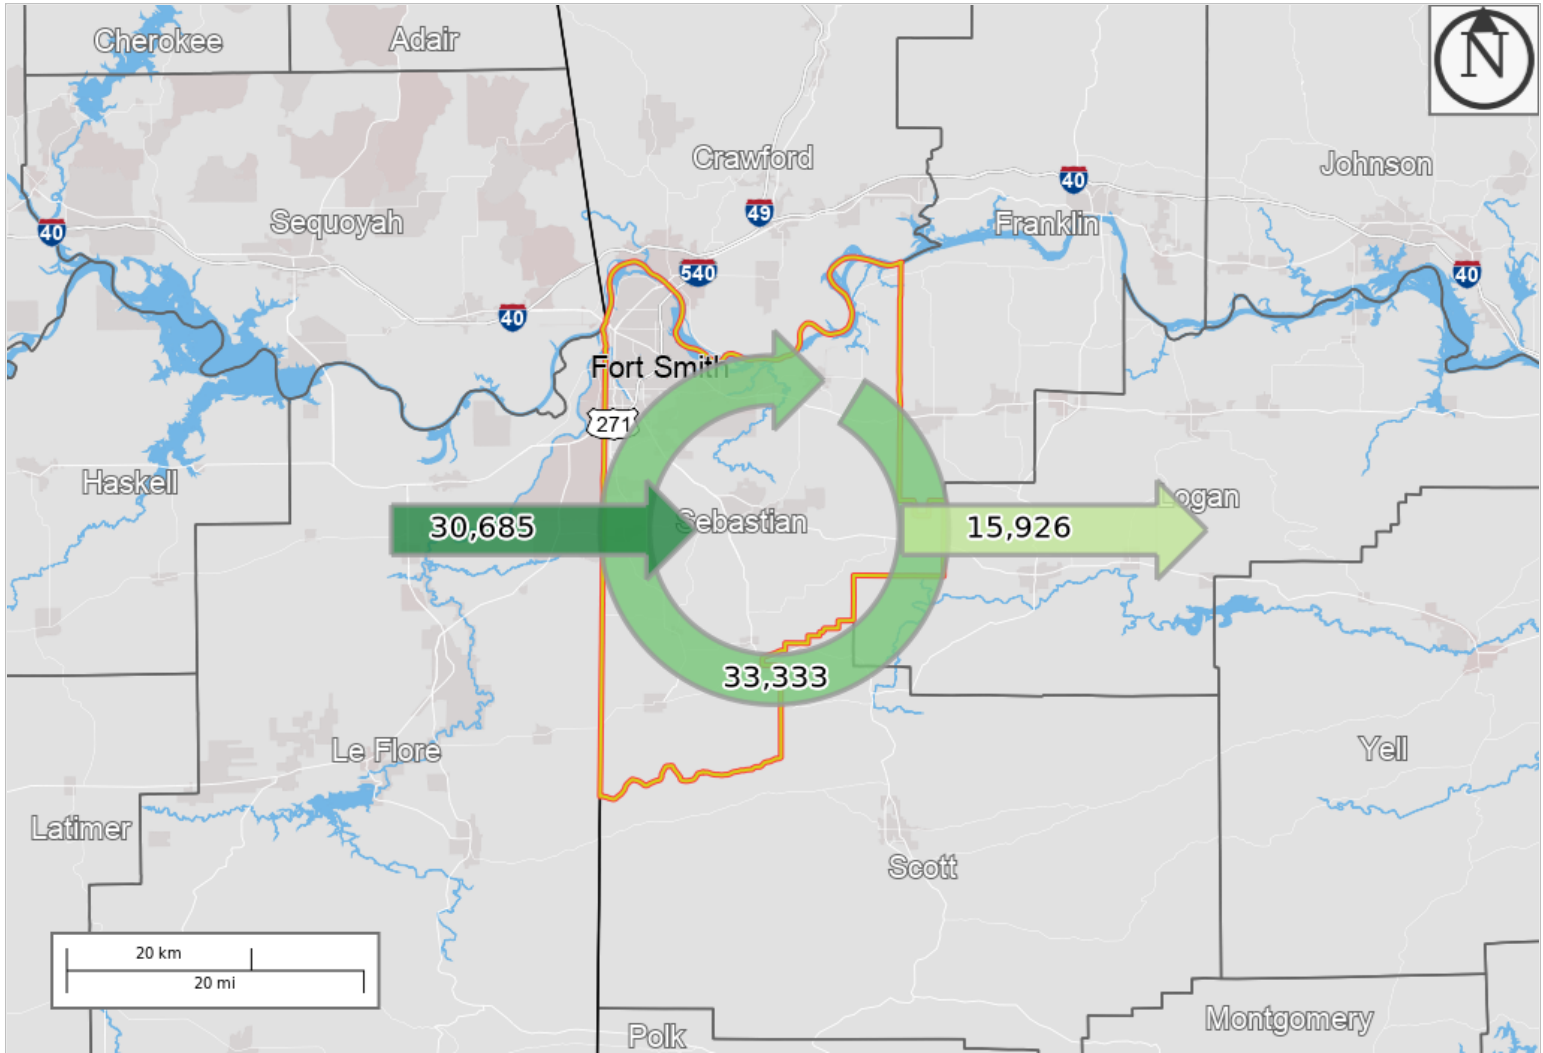 Cherokee
Adair
N
Crawford
Johnson
40
49
Sequoyah
Franklin
40
540
40
40
Fort Smith
271
Haskell
Logan
30,685
Sebastian
15,926
33,333
Le Flore
Yell
Latimer
Scott
20 km
20 mi
Montgomery
Polk